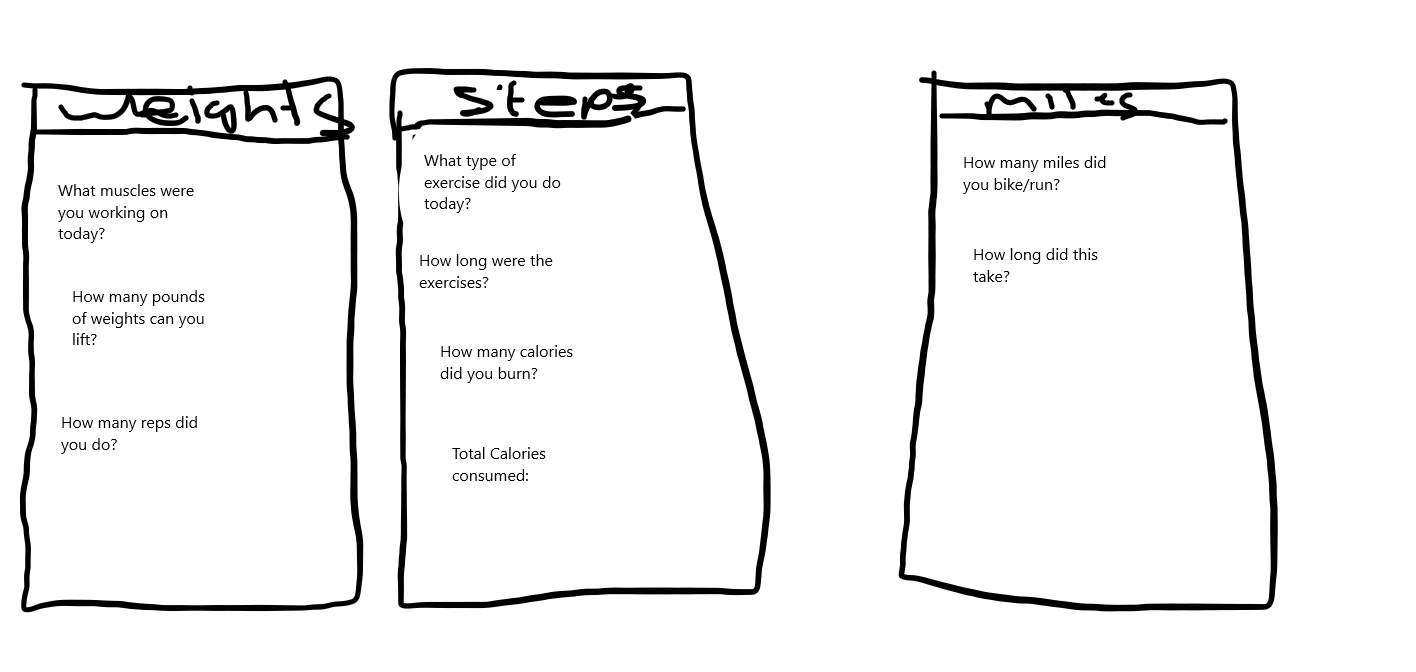 Weights
What muscles were
you working on
today?
How many pounds
of weights can you
lift?
How many reps did
you do?
Steps
What type of
exercise did you do
today?
How long were the
exercises?
How many calories
did you burn?
Total Calories
consumed:
Miles
How many miles did
you bike/run?
How long did this
take?